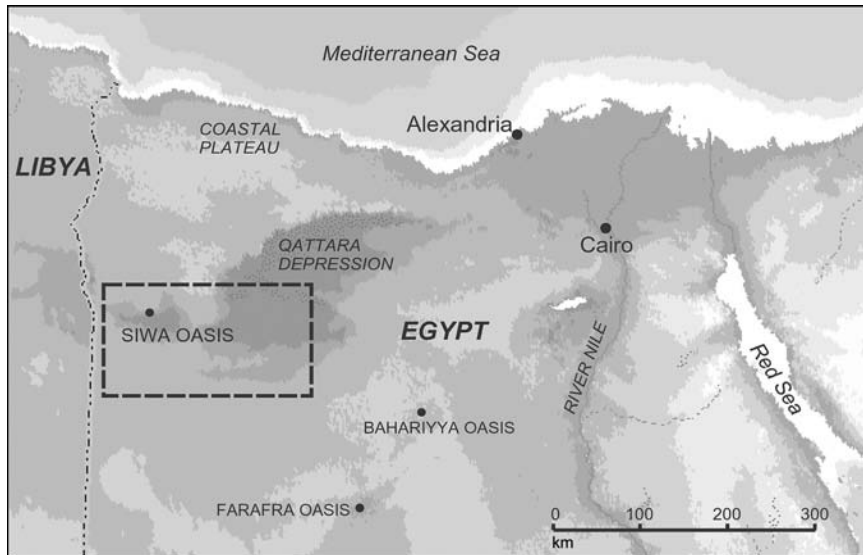 Mediterranean Sea
Alexandria
COASTAL
PLATEAU
LIBYA
Cairo
QATTARA
DEPRESSION
SIWA OASIS
EGYPT
RIVER NILE
Red Sea
BAHARIYYA OASIS
FARAFRA OASIS
0 100 200 300
km